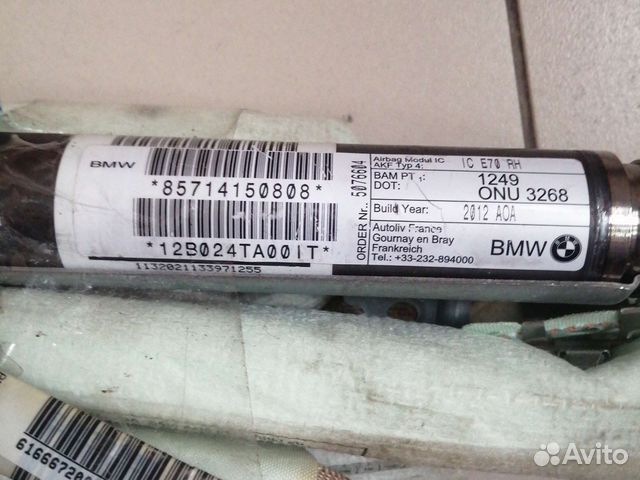 BMW
*85714150808*
*12B024TA00IT*
1132021133971255
ORDER Nr.: 5076604
Airbag Modul IC
AKF Typ 4: IC E70 RH
BAM PT 1249
DOT: ONU 3268
Build Year: 2012 AOA
Autoliv France
Gournay en Bray
Frankreich
Tel.: +33-232-894000
BMW
Avito